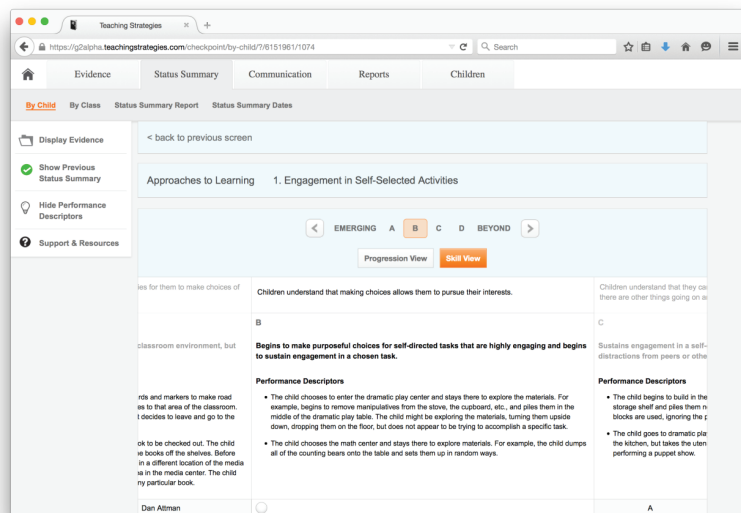 Teaching Strategies
https://g2alpha.teachingstrategies.com/checkpoint/by-child/?/6151961/1074
Search
Evidence
Status Summary
Communication
Reports
Children
By Child
By Class
Status Summary Report
Status Summary Dates
Display Evidence
Show Previous
Status Summary
Hide Performance
Descriptors
Support & Resources
< back to previous screen
Approaches to Learning 1. Engagement in Self-Selected Activities
EMERGING A B C D BEYOND
Progression View
Skill View
ies for them to make choices of
classroom environment, but
rds and markers to make road
es to that area of the classroom.
t decides to leave and go to the
ok to be checked out. The child
e books off the shelves. Before
in a different location of the media
a in the media center. The child
ny particular book.
Dan Attman
Children understand that making choices allows them to pursue their interests.
B
Begins to make purposeful choices for self-directed tasks that are highly engaging and begins
to sustain engagement in a chosen task.
Performance Descriptors
• The child chooses to enter the dramatic play center and stays there to explore the materials. For
example, begins to remove manipulatives from the stove, the cupboard, etc., and piles them in the
middle of the dramatic play table. The child might be exploring the materials, turning them upside
down, dropping them on the floor, but does not appear to be trying to accomplish a specific task.
• The child chooses the math center and stays there to explore materials. For example, the child dumps
all of the counting bears onto the table and sets them up in random ways.
Children understand that they ca
there are other things going on a
C
Sustains engagement in a self-
distractions from peers or othe
Performance Descriptors
• The child begins to build in the
storage shelf and piles them n
blocks are used, ignoring the p
• The child goes to dramatic pla
the kitchen, but takes the uten
performing a puppet show.
A